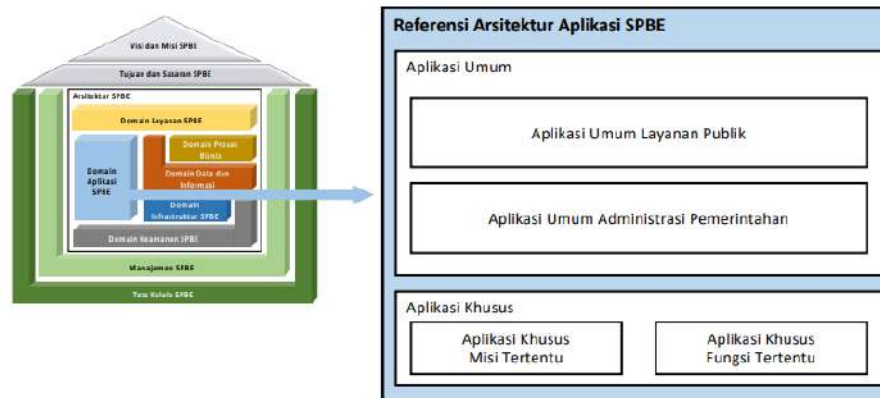 Visi dan Misi SPBE
Tujuan dan Sasaran SPBE
Arsitektur SPBE
Domain Layanan SPBE
Domain Proses
Bisnis
Domain
Aplikasi
SPBE
Domain Data dan
Informasi
Domain
Infrastruktur SPBE
Domain Keamanan SPBE
Manajemen SPBE
Tata Kelola SPBE
Referensi Arsitektur Aplikasi SPBE
Aplikasi Umum
Aplikasi Umum Layanan Publik
Aplikasi Umum Administrasi Pemerintahan
Aplikasi Khusus
Aplikasi Khusus
Misi Tertentu
Aplikasi Khusus
Fungsi Tertentu